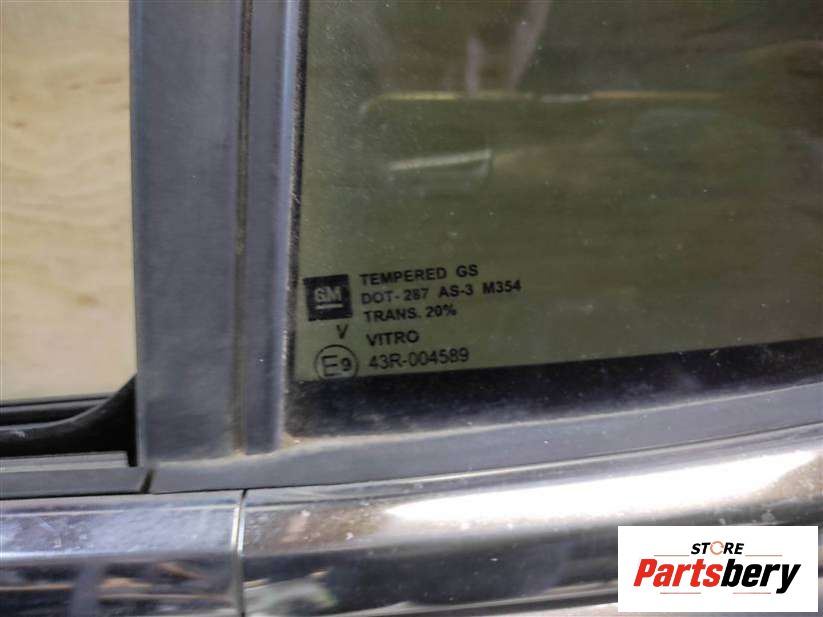 GM
TEMPERED GS
DOT-287 AS-3 M354
TRANS. 20%
V VITRO
E9 43R-004589
STORE
Partsbery